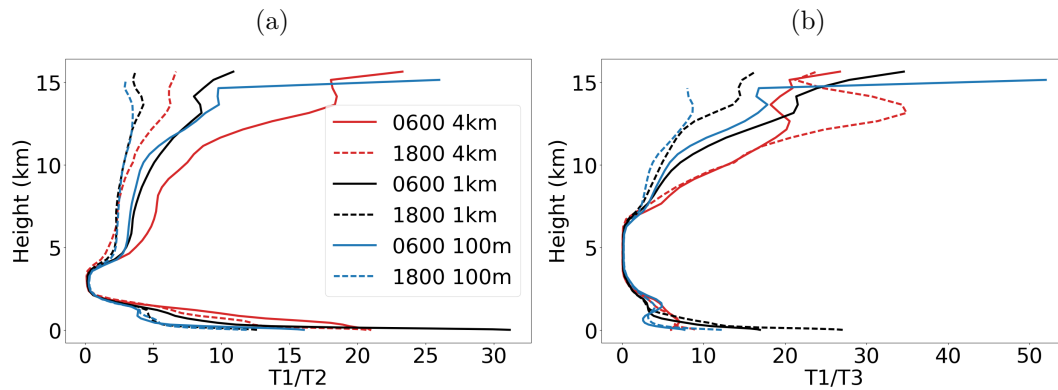 (a)
(b)
15
10
5
0
Height (km)
0 5 10 15 20 25 30
T1/T2
0600 4km
1800 4km
0600 1km
1800 1km
0600 100m
1800 100m
15
10
5
0
Height (km)
0 10 20 30 40 50
T1/T3